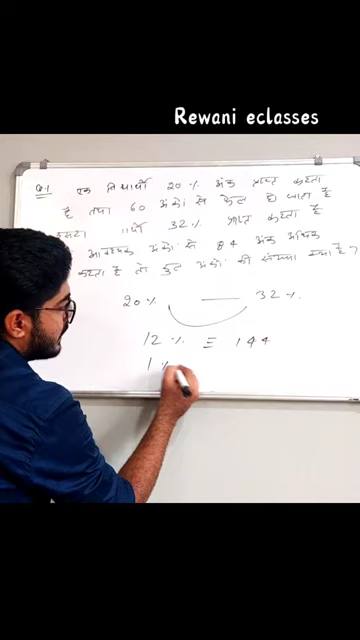 Rewani eclasses
Q.1 एक विधार्थी 20 % अंक प्राप्त करता
है तथा 60 अंको से फेल हो जाता है
दूसरा 32 % प्राप्त करता है
आवश्यक अंको से 84 अंक अधिक
करता है तो कुल अंको की संख्या क्या है ?
20 % — 32 %.
12 % ≡ 144
1 %